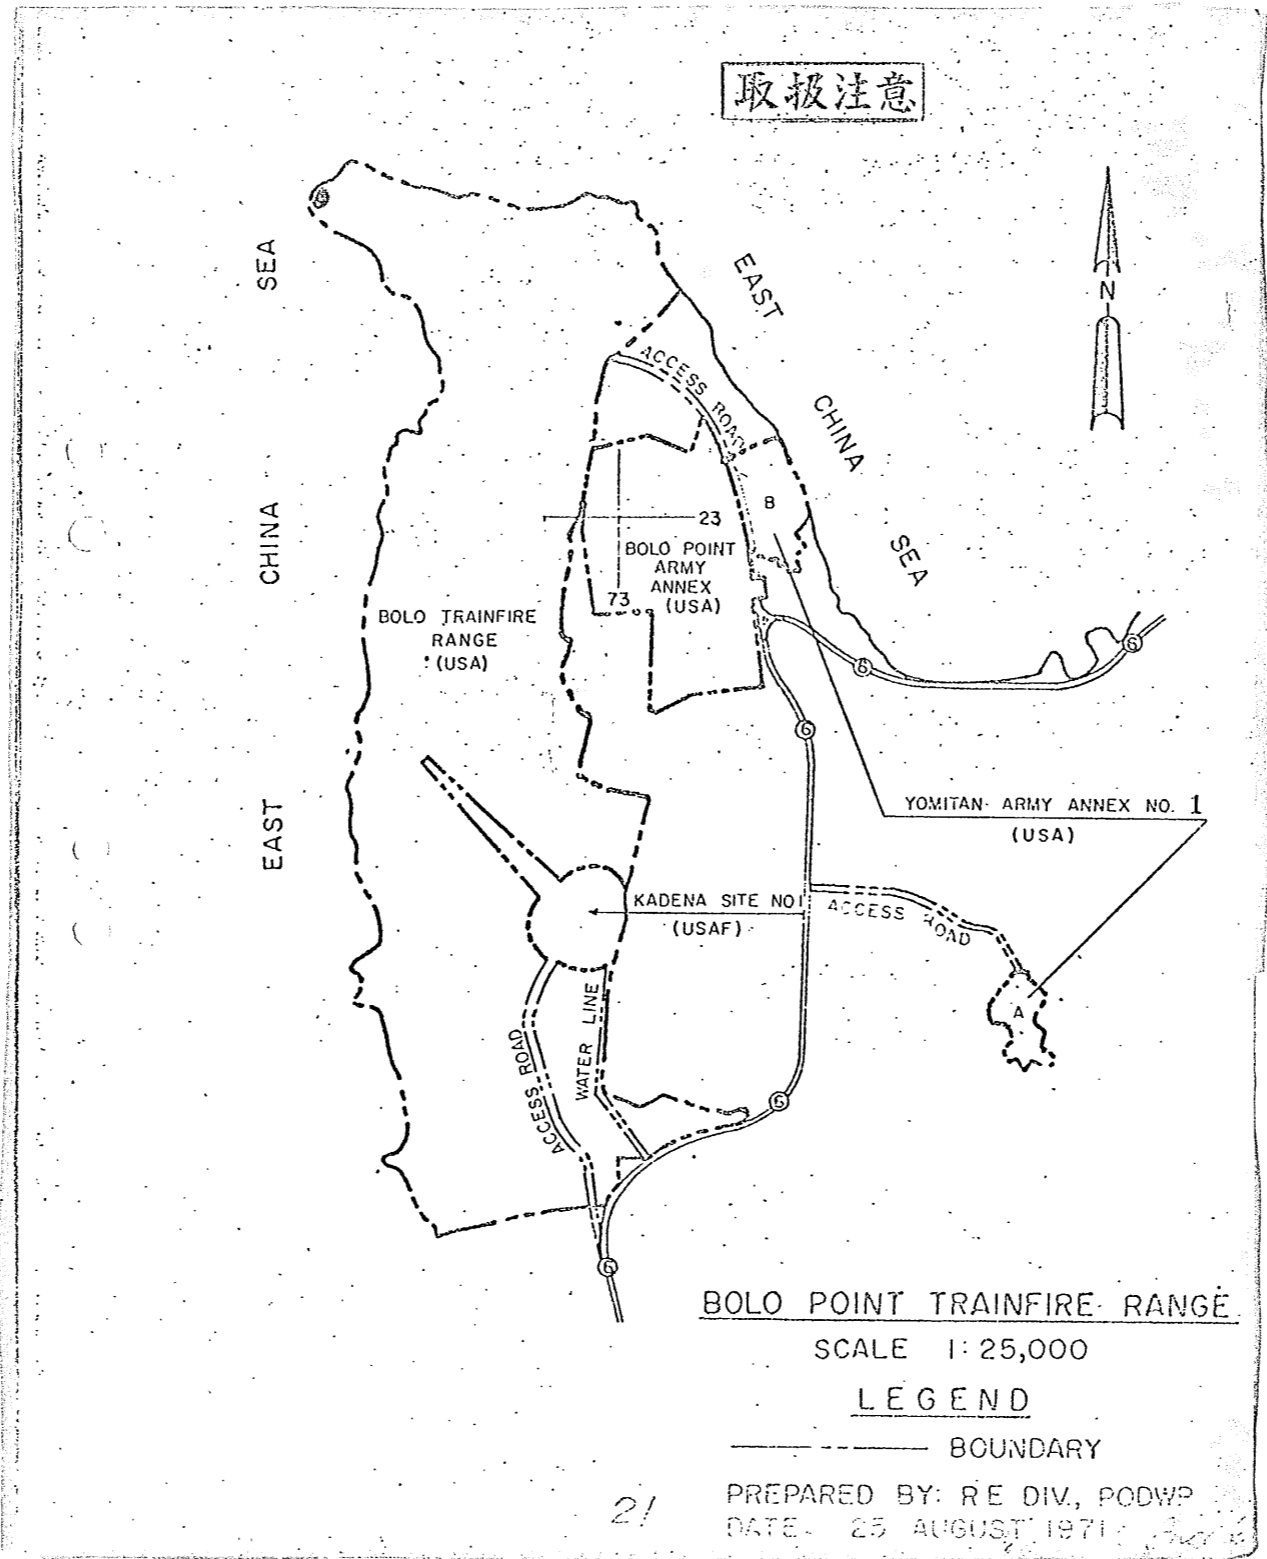 取扱注意
N
SEA
CHINA
EAST
EAST
CHINA
SEA
ACCESS ROAD
B
23
73
BOLO POINT
ARMY
ANNEX
(USA)
BOLO TRAINFIRE
RANGE
(USA)
6
6
6
YOMITAN ARMY ANNEX NO. 1
(USA)
KADENA SITE NO1
(USAF)
ACCESS ROAD
A
WATER LINE
ACCESS ROAD
6
6
6
BOLO POINT TRAINFIRE RANGE
SCALE 1:25,000
LEGEND
BOUNDARY
PREPARED BY: R E DIV., PODWP
DATE. 25 AUGUST 1971
21